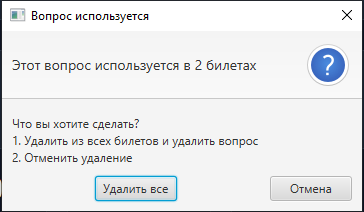 Вопрос используется
Этот вопрос используется в 2 билетах
Что вы хотите сделать?
1. Удалить из всех билетов и удалить вопрос
2. Отменить удаление
Удалить все
Отмена